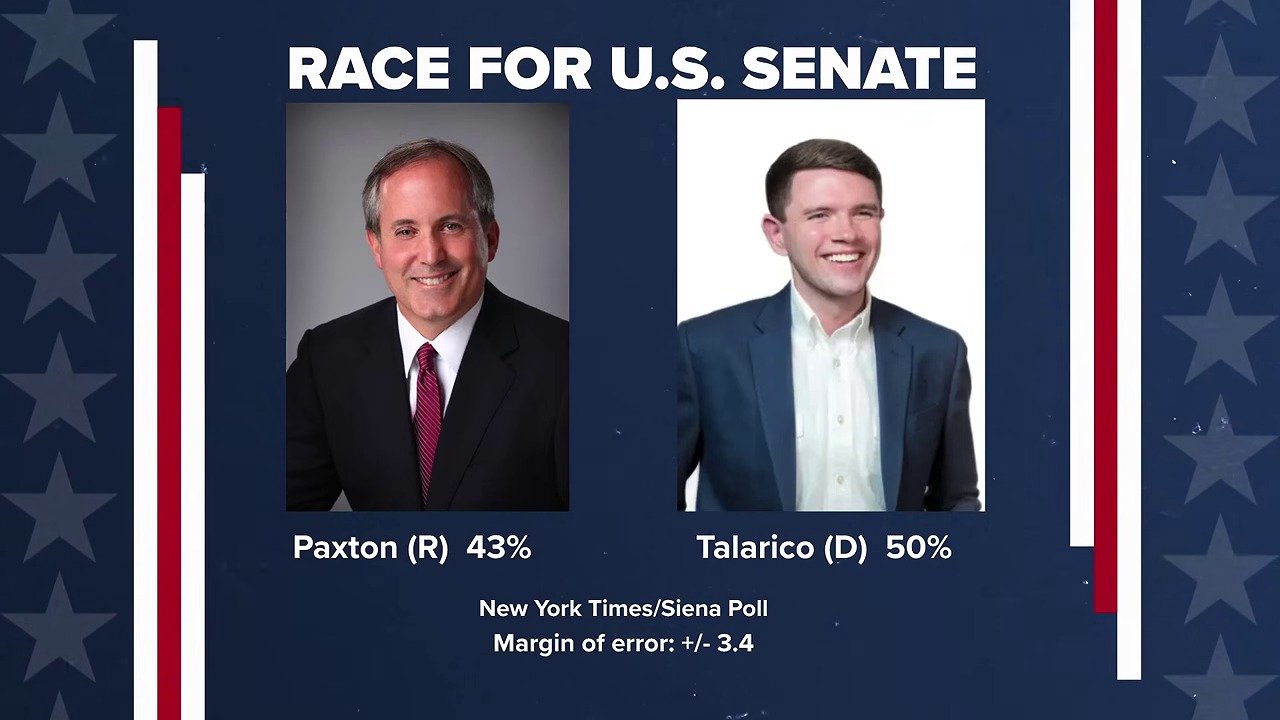 RACE FOR U.S. SENATE
Paxton (R) 43%
Talarico (D) 50%
New York Times/Siena Poll
Margin of error: +/- 3.4